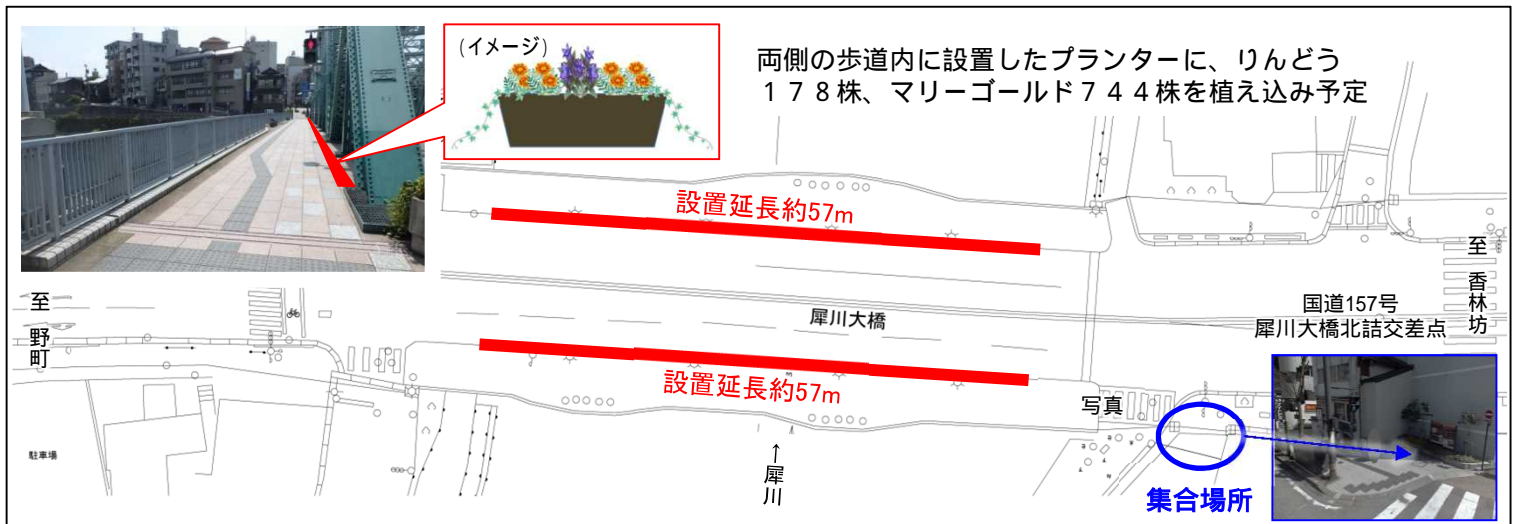 (イメージ)
両側の歩道内に設置したプランターに、りんどう
１７８株、マリーゴールド７４４株を植え込み予定
設置延長約57m
至 野町
至 香林坊
犀川大橋
国道157号
犀川大橋北詰交差点
設置延長約57m
写真
駐車場
↑犀川
集合場所